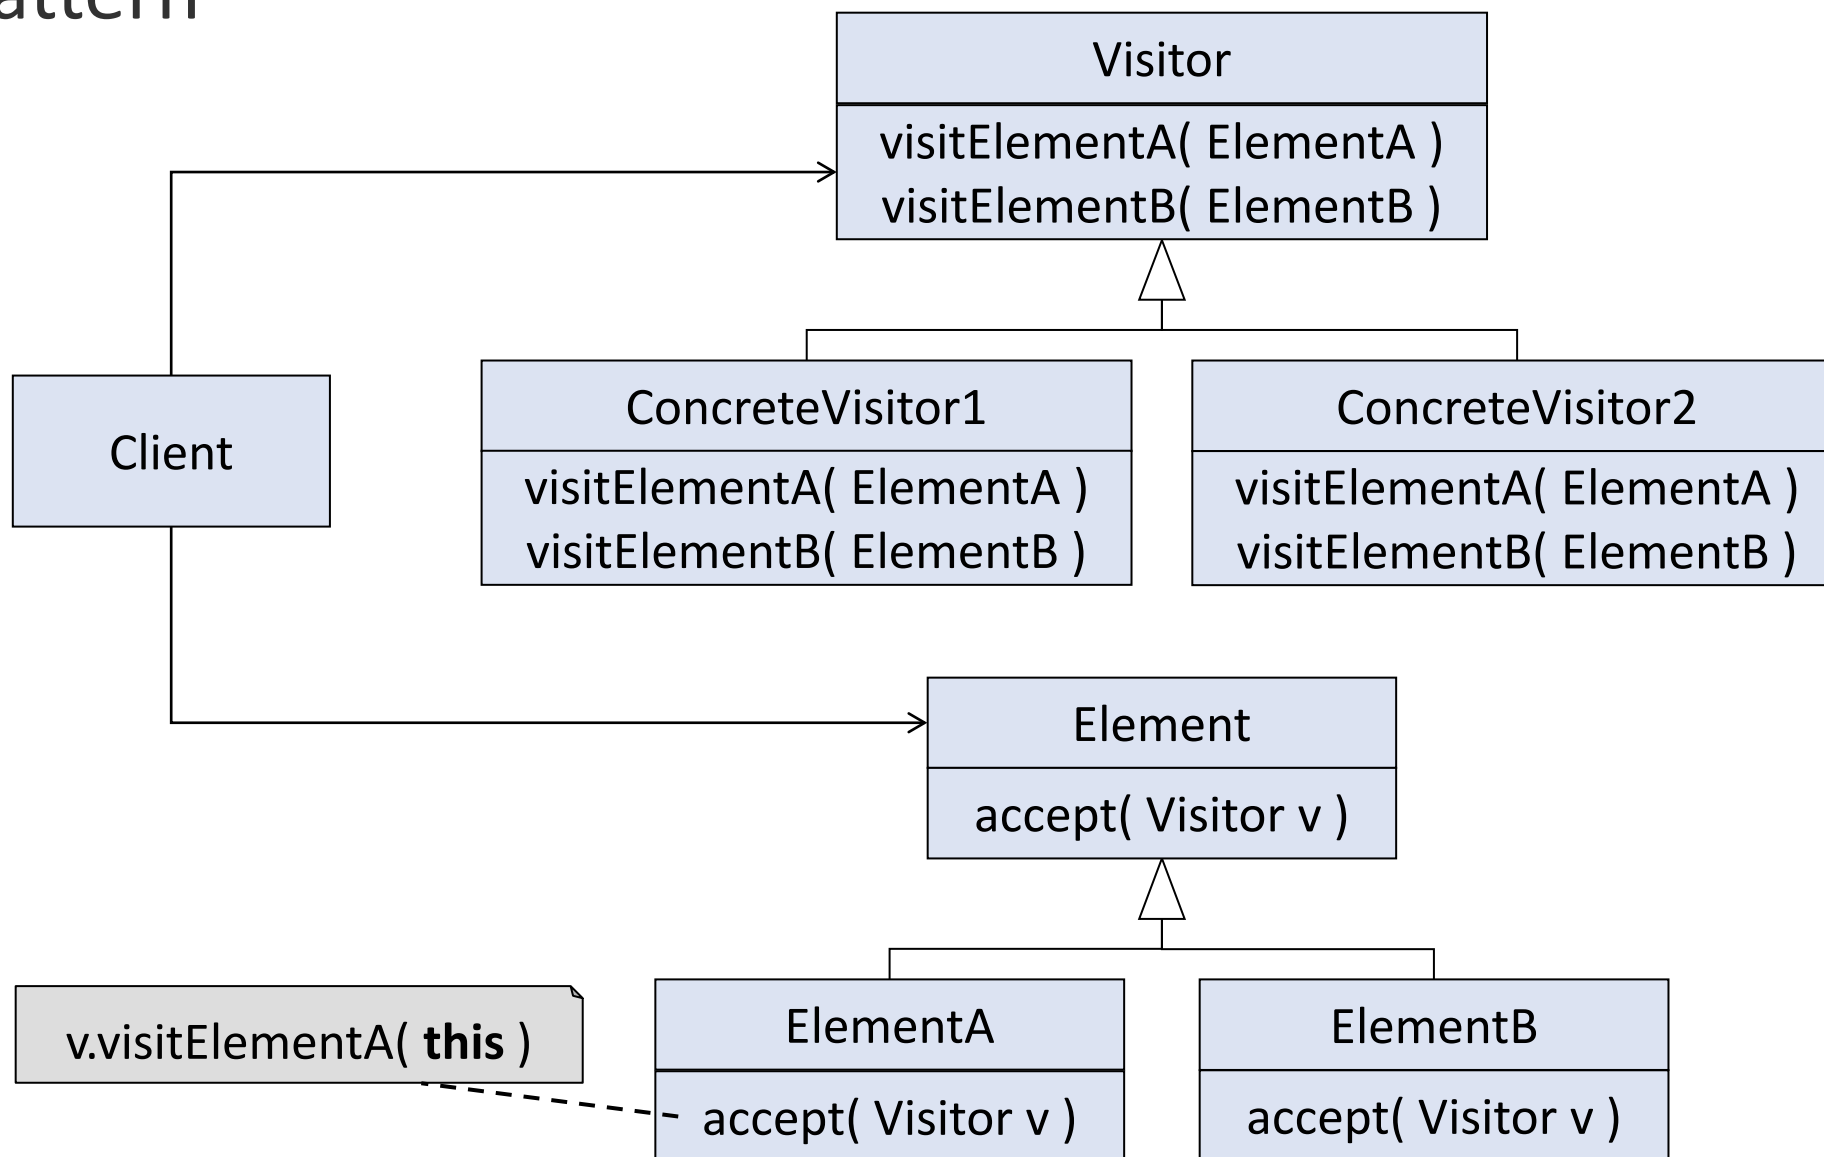 Visitor
visitElementA( ElementA )
visitElementB( ElementB )
Client
ConcreteVisitor1
visitElementA( ElementA )
visitElementB( ElementB )
ConcreteVisitor2
visitElementA( ElementA )
visitElementB( ElementB )
Element
accept( Visitor v )
v.visitElementA( this )
ElementA
accept( Visitor v )
ElementB
accept( Visitor v )